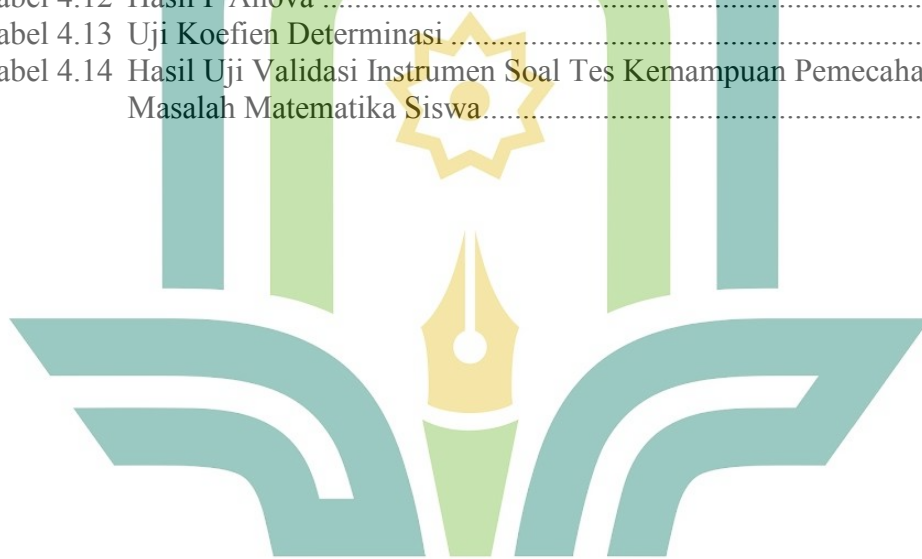 abel 4.12 Hasil F Anova ..........................................................................
abel 4.13 Uji Koefien Determinasi..........................................................
abel 4.14 Hasil Uji Validasi Instrumen Soal Tes Kemampuan Pemecaha
Masalah Matematika Siswa........................................................